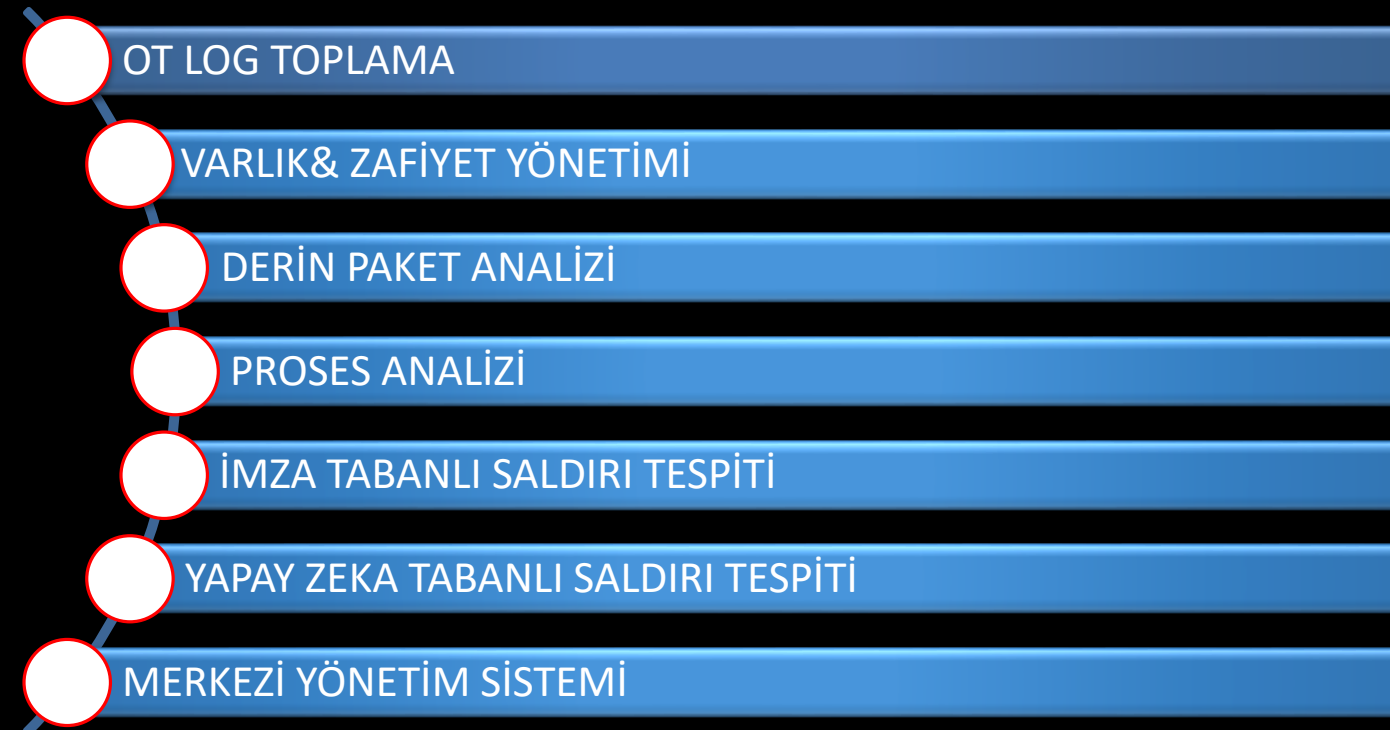 OT LOG TOPLAMA
VARLIK& ZAFİYET YÖNETİMİ
DERİN PAKET ANALİZİ
PROSES ANALİZİ
İMZA TABANLI SALDIRI TESPİTİ
YAPAY ZEKA TABANLI SALDIRI TESPİTİ
MERKEZİ YÖNETİM SİSTEMİ